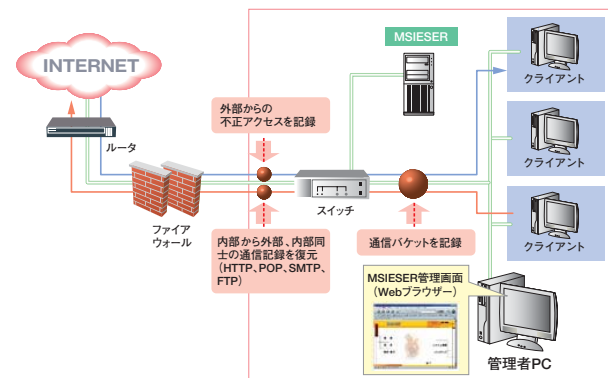 INTERNET
MSIESER
クライアント
ルータ
外部からの
不正アクセスを記録
クライアント
スイッチ
ファイア
ウォール
内部から外部、内部同
士の通信記録を復元
(HTTP、POP、SMTP、
FTP)
通信パケットを記録
クライアント
MSIESER管理画面
(Webブラウザー)
管理者PC